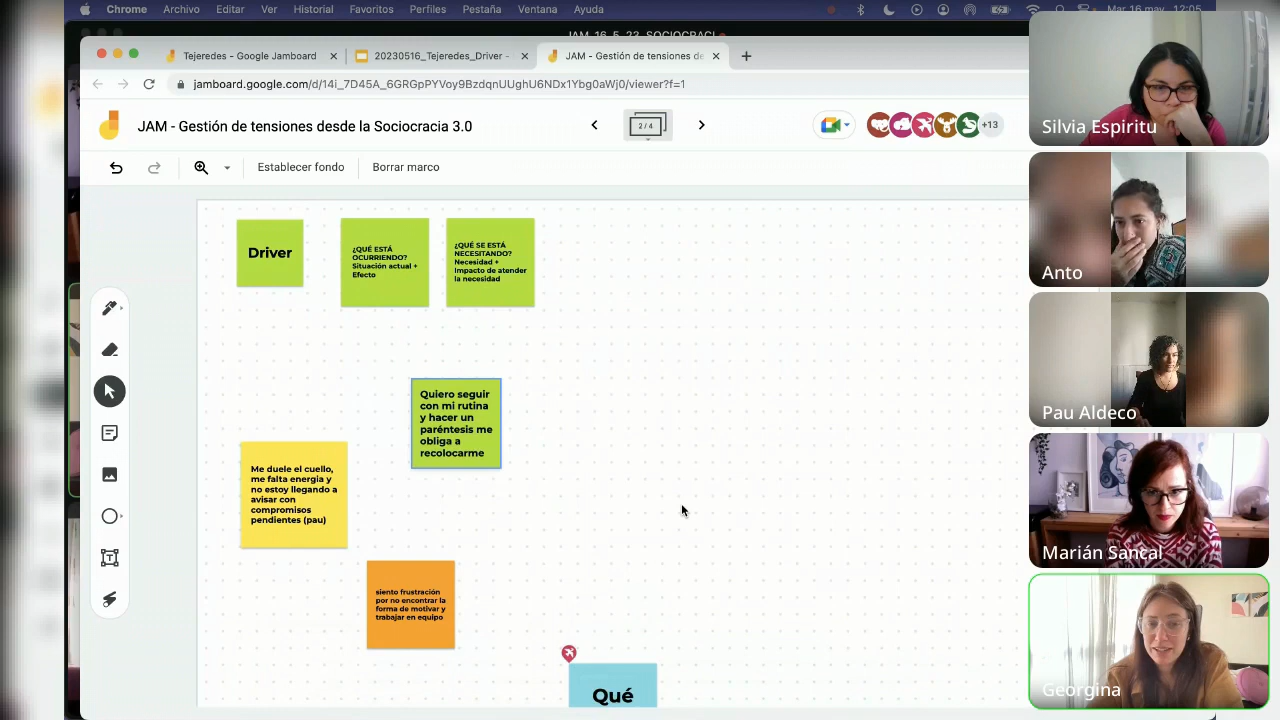 Chrome Archivo Editar Ver Historial Favoritos Perfiles Pestaña Ventana Ayuda
Mar 16 may 12:05
JAM_16_5_23_SOCIOCRACI
Tejeredes - Google Jamboard
20230516_Tejeredes_Driver -
JAM - Gestión de tensiones de
jamboard.google.com/d/14i_7D45A_6GRGpPYVoy9BzdqnUUghU6NDx1Ybg0aWj0/viewer?f=1
JAM - Gestión de tensiones desde la Sociocracia 3.0
2 / 4
+13
Establecer fondo
Borrar marco
Driver
¿QUÉ ESTÁ
OCURRIENDO?
Situación actual +
Efecto
¿QUÉ SE ESTÁ
NECESITANDO?
Necesidad +
Impacto de atender
la necesidad
Quiero seguir
con mi rutina
y hacer un
paréntesis me
obliga a
recolocarme
Me duele el cuello,
me falta energia y
no estoy llegando a
avisar con
compromisos
pendientes (pau)
siento frustración
por no encontrar la
forma de motivar y
trabajar en equipo
Qué
Silvia Espiritu
Anto
Pau Aldeco
Marián Sancal
Georgina